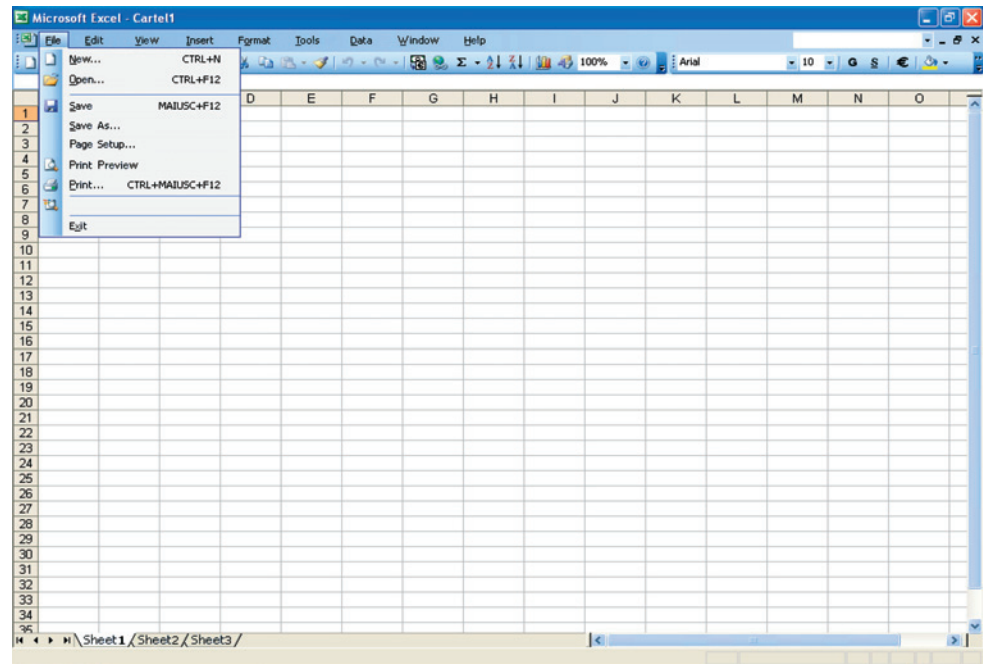 Microsoft Excel - Cartel1
File Edit View Insert Format Tools Data Window Help
100% Arial 10 G S €
New... CTRL+N
Open... CTRL+F12
Save MAIUSC+F12
Save As...
Page Setup...
Print Preview
Print... CTRL+MAIUSC+F12
Exit
D E F G H I J K L M N O
1
2
3
4
5
6
7
8
9
10
11
12
13
14
15
16
17
18
19
20
21
22
23
24
25
26
27
28
29
30
31
32
33
34
35
Sheet1 Sheet2 Sheet3